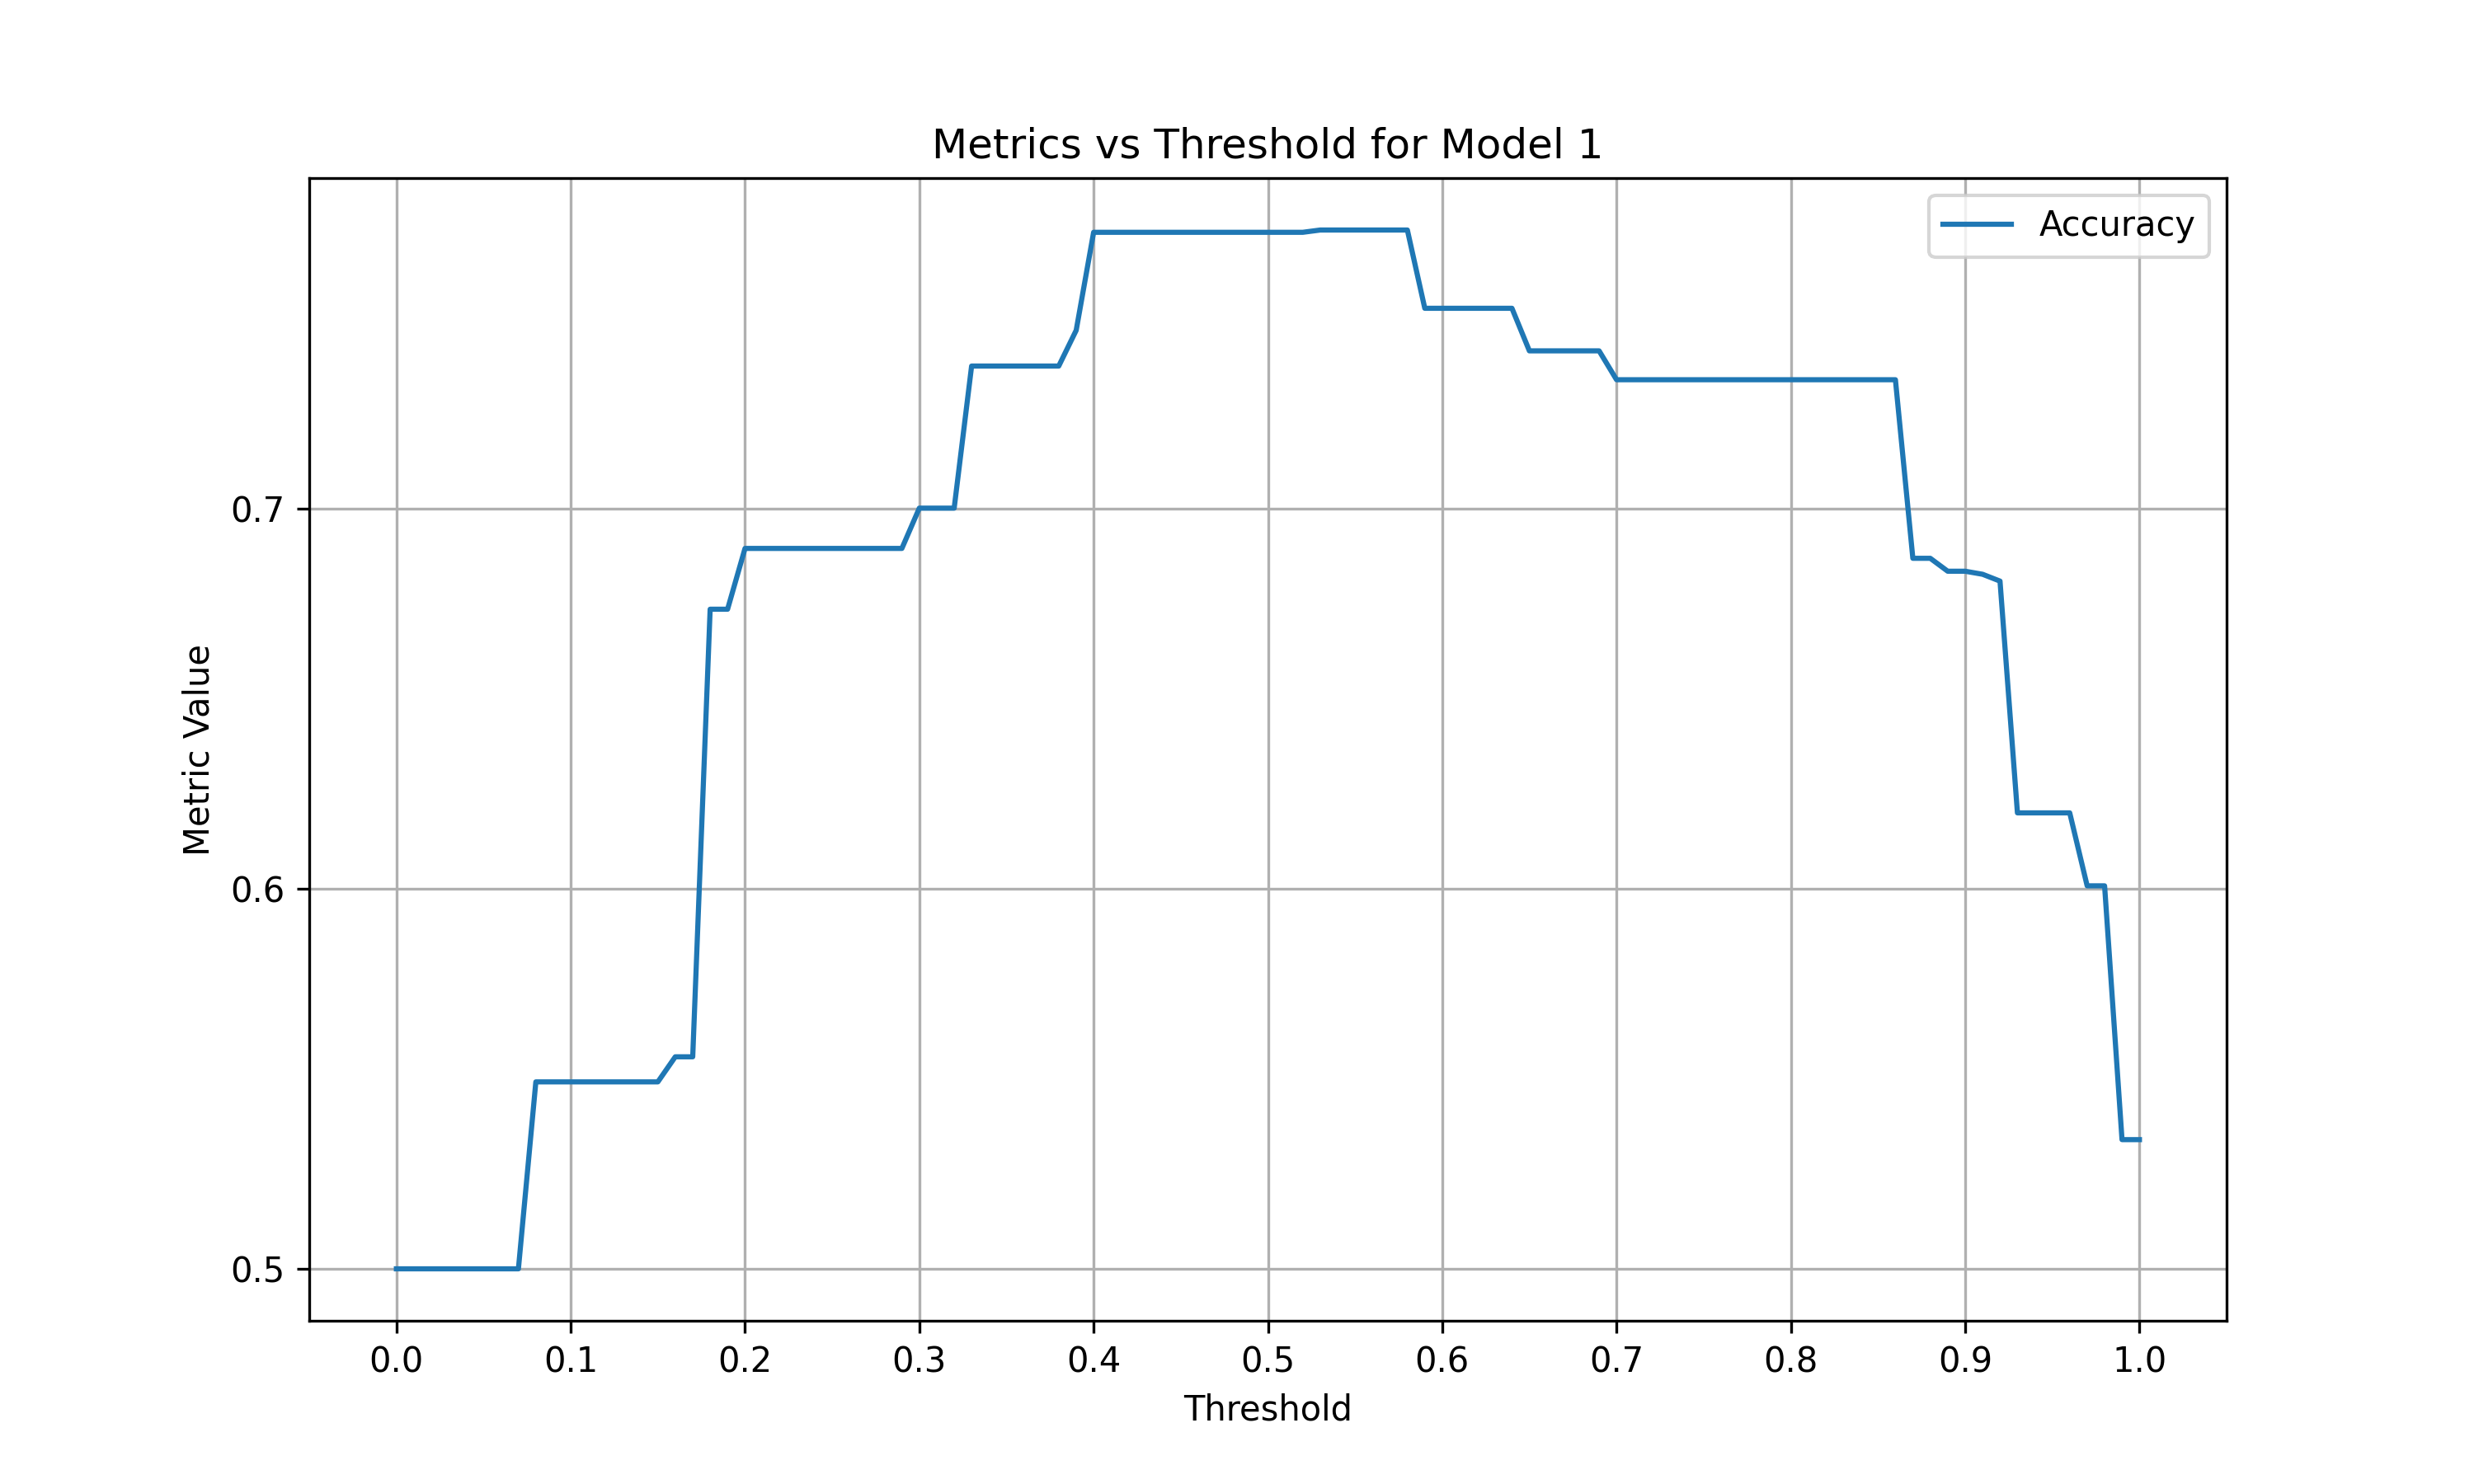 Metrics vs Threshold for Model 1
Accuracy
0.7
0.6
0.5
Metric Value
0.0 0.1 0.2 0.3 0.4 0.5 0.6 0.7 0.8 0.9 1.0
Threshold